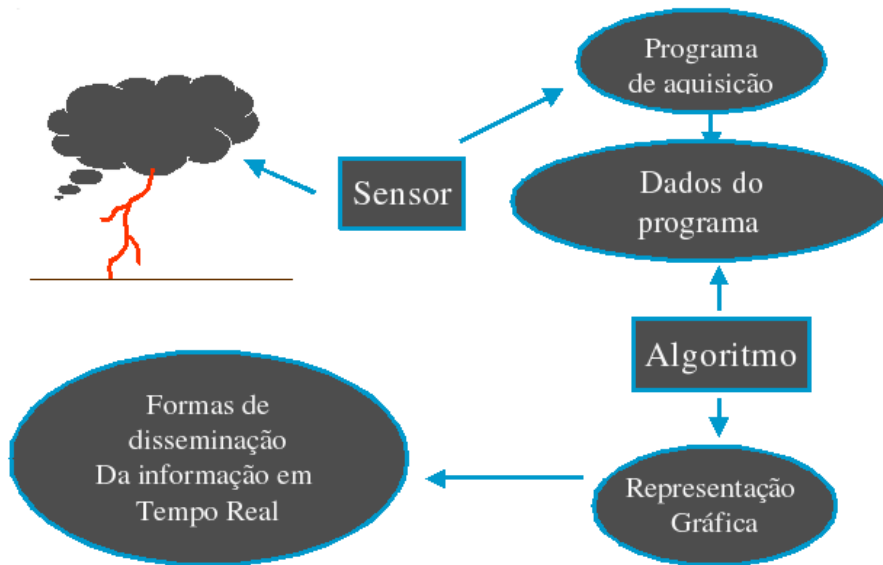 Programa
de aquisição
Sensor
Dados do
programa
Algoritmo
Formas de
disseminação
Da informação em
Tempo Real
Representação
Gráfica